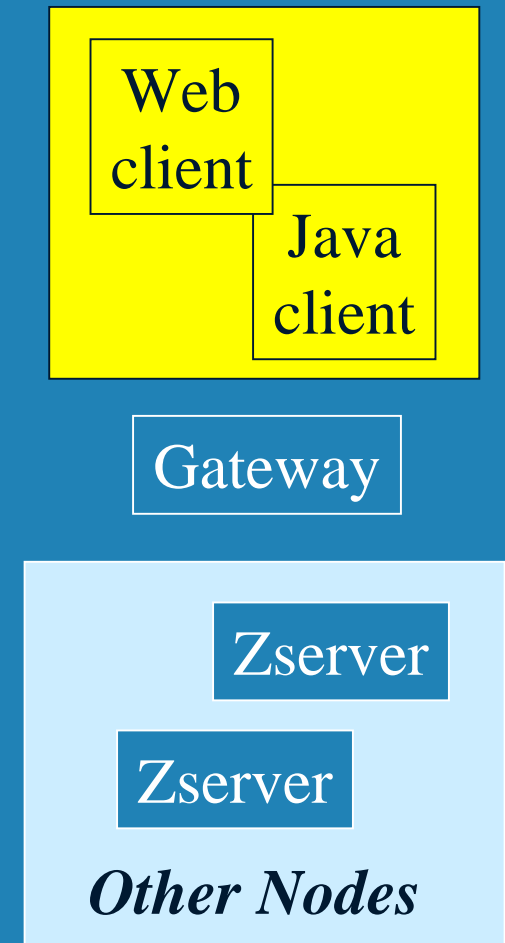 Web
client
Java
client
Gateway
Zserver
Zserver
Other Nodes